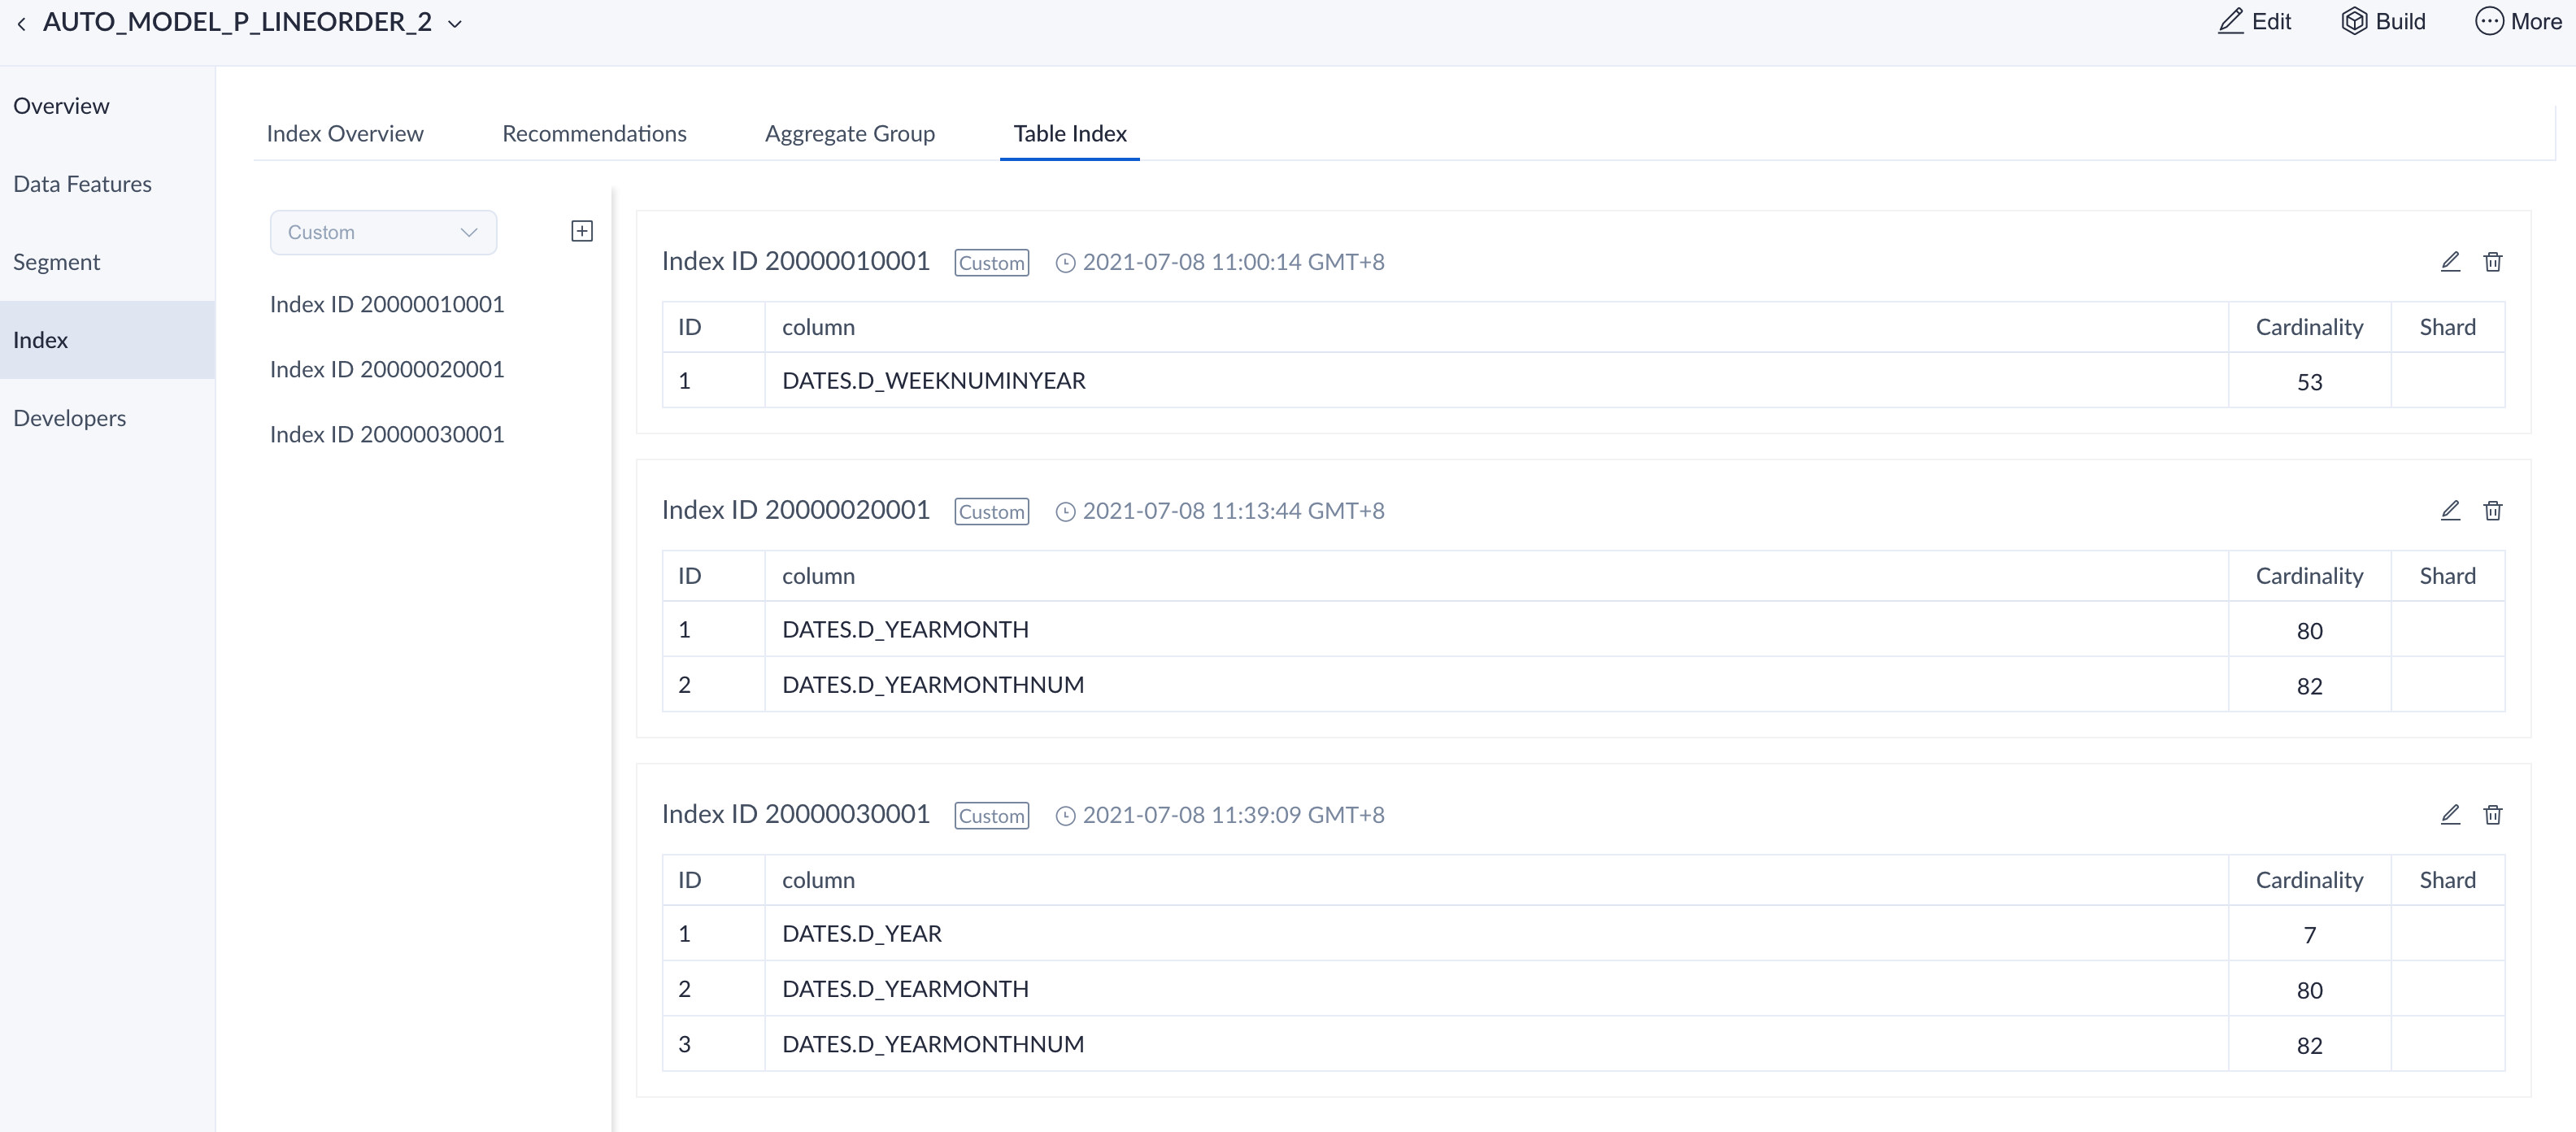 AUTO_MODEL_P_LINEORDER_2
Edit
Build
More
Overview
Data Features
Segment
Index
Developers
Index Overview
Recommendations
Aggregate Group
Table Index
Custom
Index ID 20000010001
Index ID 20000020001
Index ID 20000030001
Index ID 20000010001 Custom 2021-07-08 11:00:14 GMT+8
ID column Cardinality Shard
1 DATES.D_WEEKNUMINYEAR 53
Index ID 20000020001 Custom 2021-07-08 11:13:44 GMT+8
ID column Cardinality Shard
1 DATES.D_YEARMONTH 80
2 DATES.D_YEARMONTHNUM 82
Index ID 20000030001 Custom 2021-07-08 11:39:09 GMT+8
ID column Cardinality Shard
1 DATES.D_YEAR 7
2 DATES.D_YEARMONTH 80
3 DATES.D_YEARMONTHNUM 82